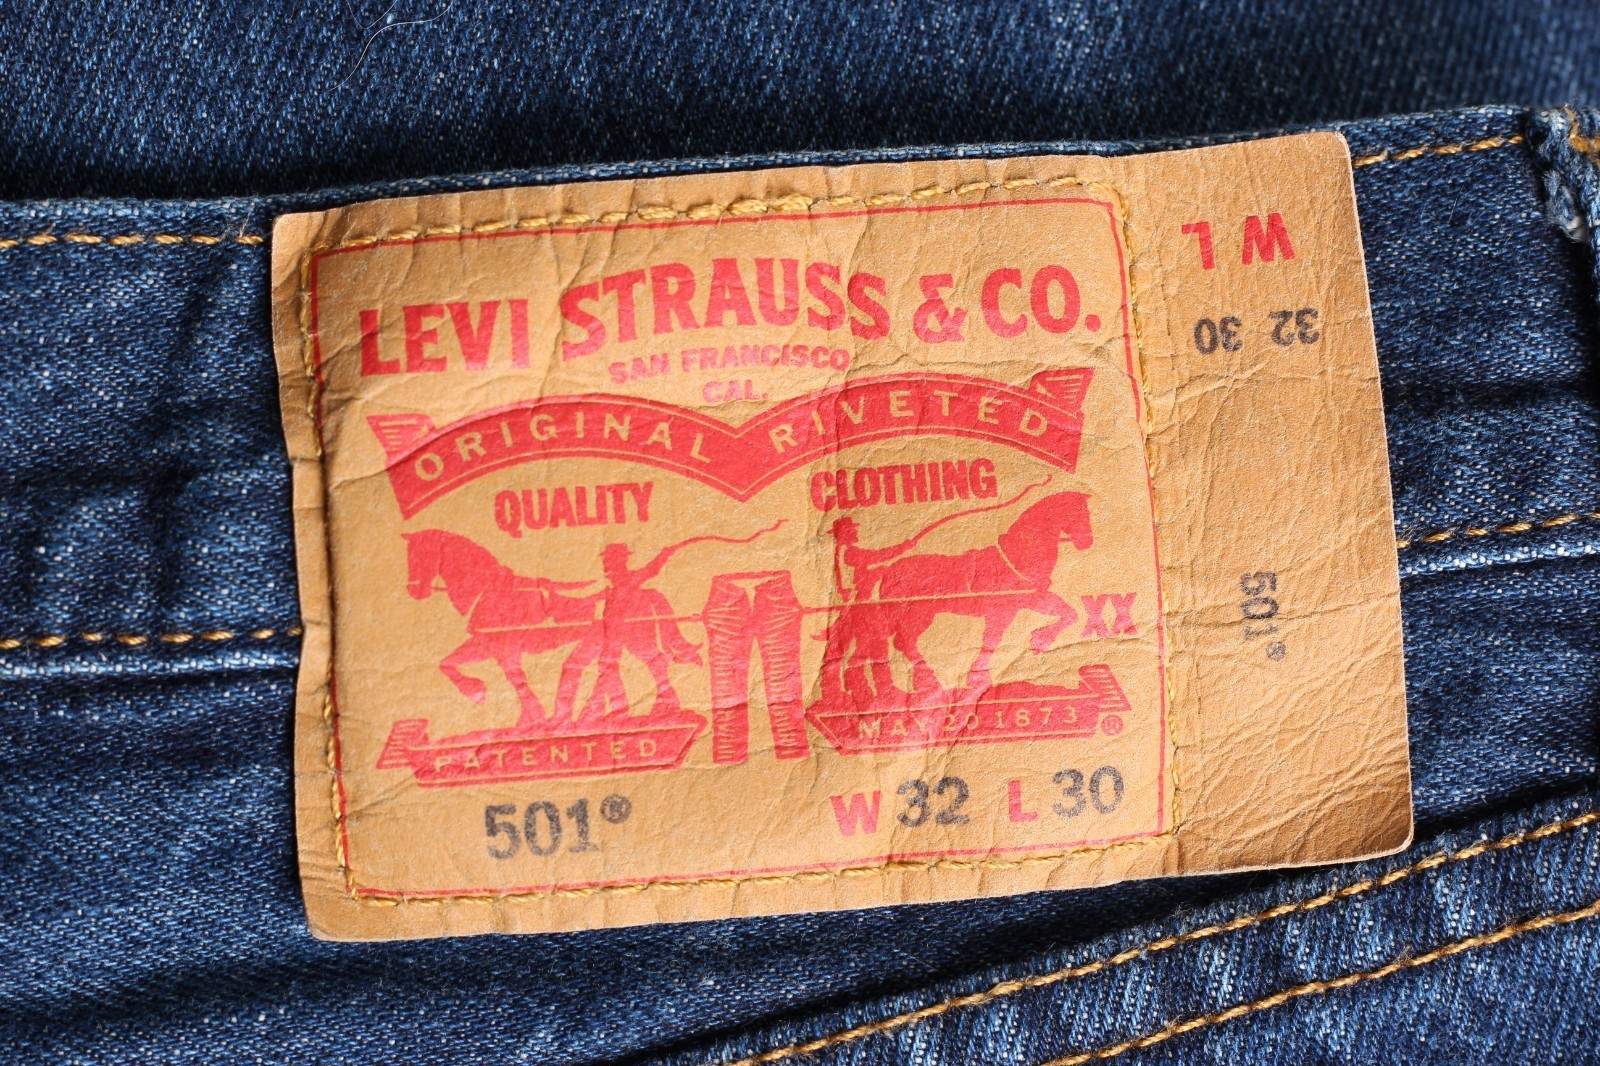 LEVI STRAUSS & CO.
SAN FRANCISCO
CAL.
ORIGINAL RIVETED
QUALITY CLOTHING
XX
PATENTED
MAY 20 1873 ®
501® W 32 L 30
W L
32 30
501®